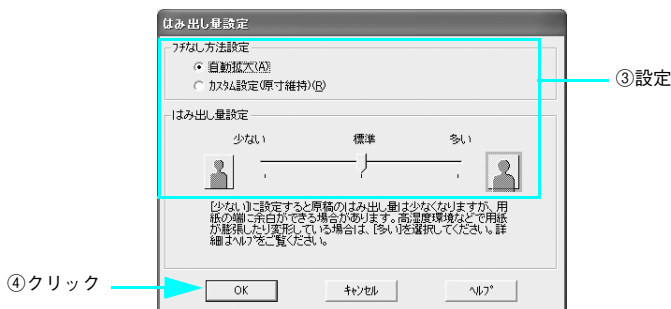 はみ出し量設定
フチなし方法設定
自動拡大(A)
カスタム設定(原寸維持)(R)
③設定
はみ出し量設定
少ない 標準 多い
[少ない]に設定すると原稿のはみ出し量は少なくなりますが、用
紙の端に余白ができる場合があります。高湿度環境などで用紙
が膨張したり変形している場合は、[多い]を選択してください。詳
細はヘルプをご覧ください。
④クリック
OK キャンセル ヘルプ